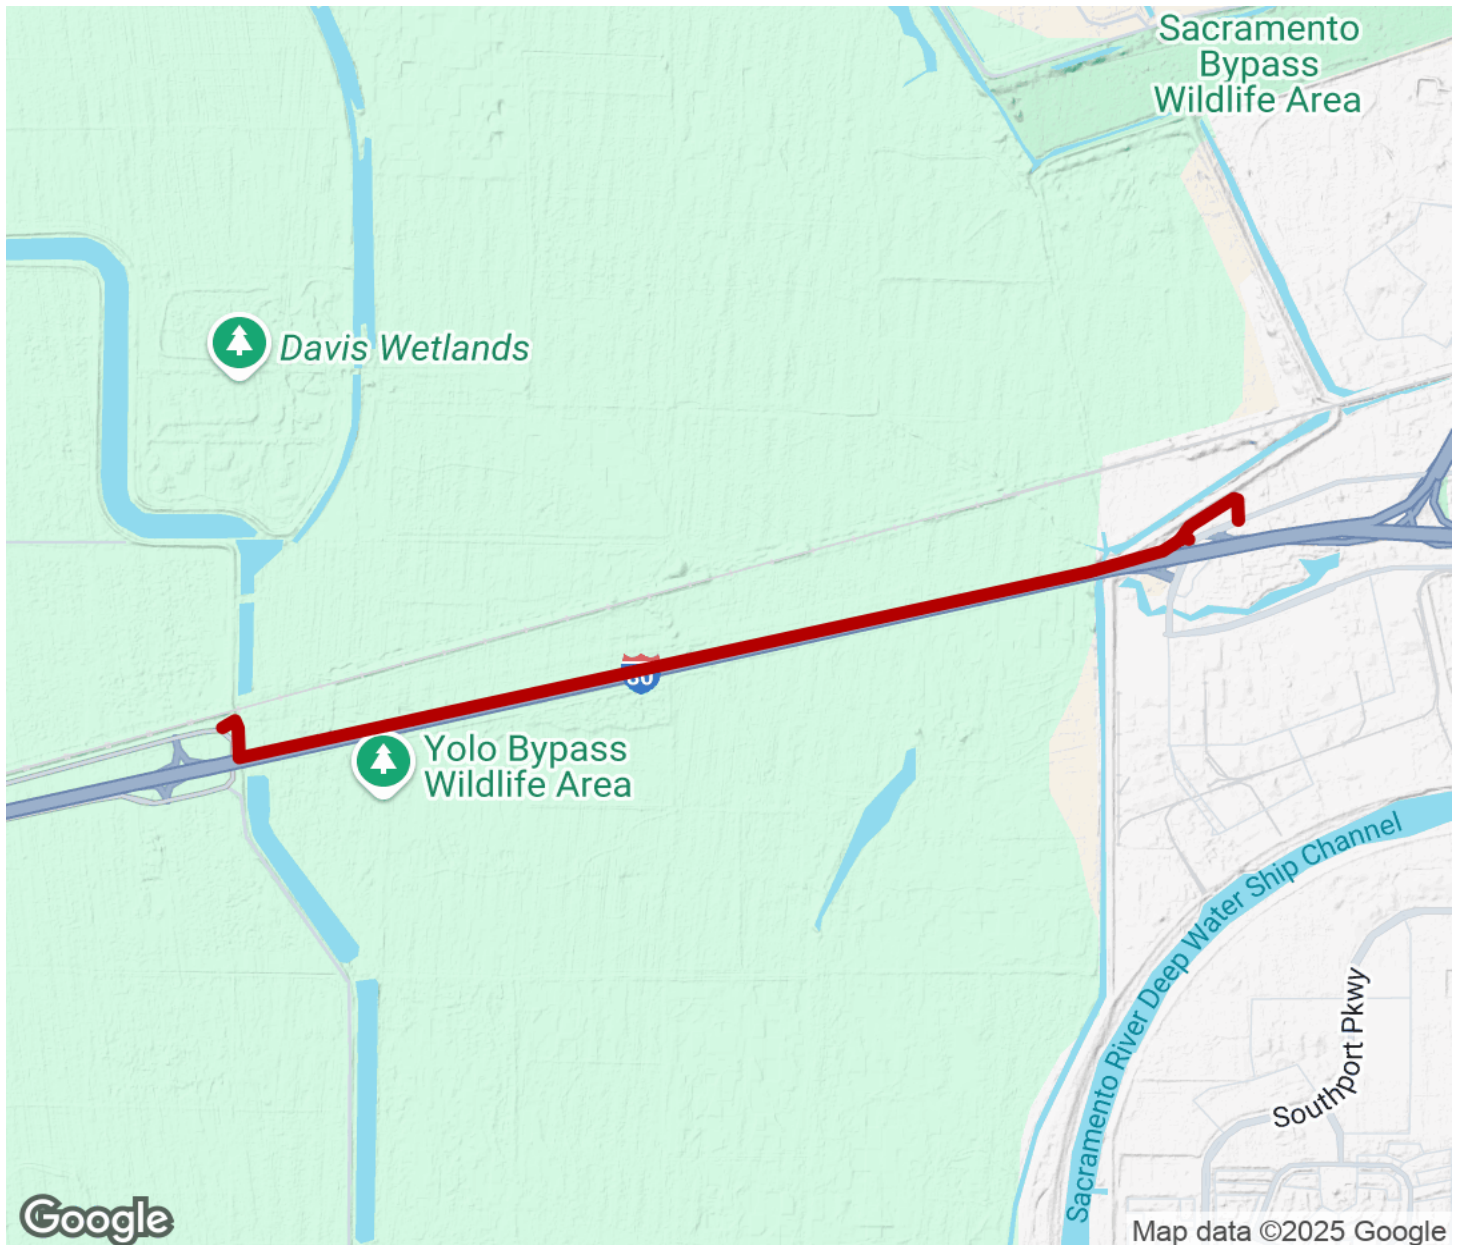 Sacramento
Bypass
Wildlife Area
Davis Wetlands
80
Yolo Bypass
Wildlife Area
Sacramento River Deep Water Ship Channel
Southport Pkwy
Google
Map data ©2025 Google